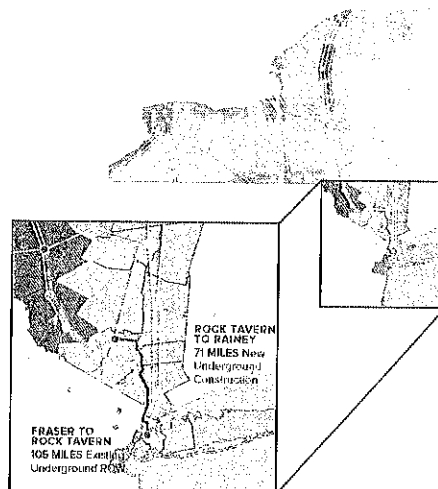 ROCK TAVERN
TO RAINEY
71 MILES New
Underground
Construction
FRASER TO
ROCK TAVERN
105 MILES Existing
Underground ROW